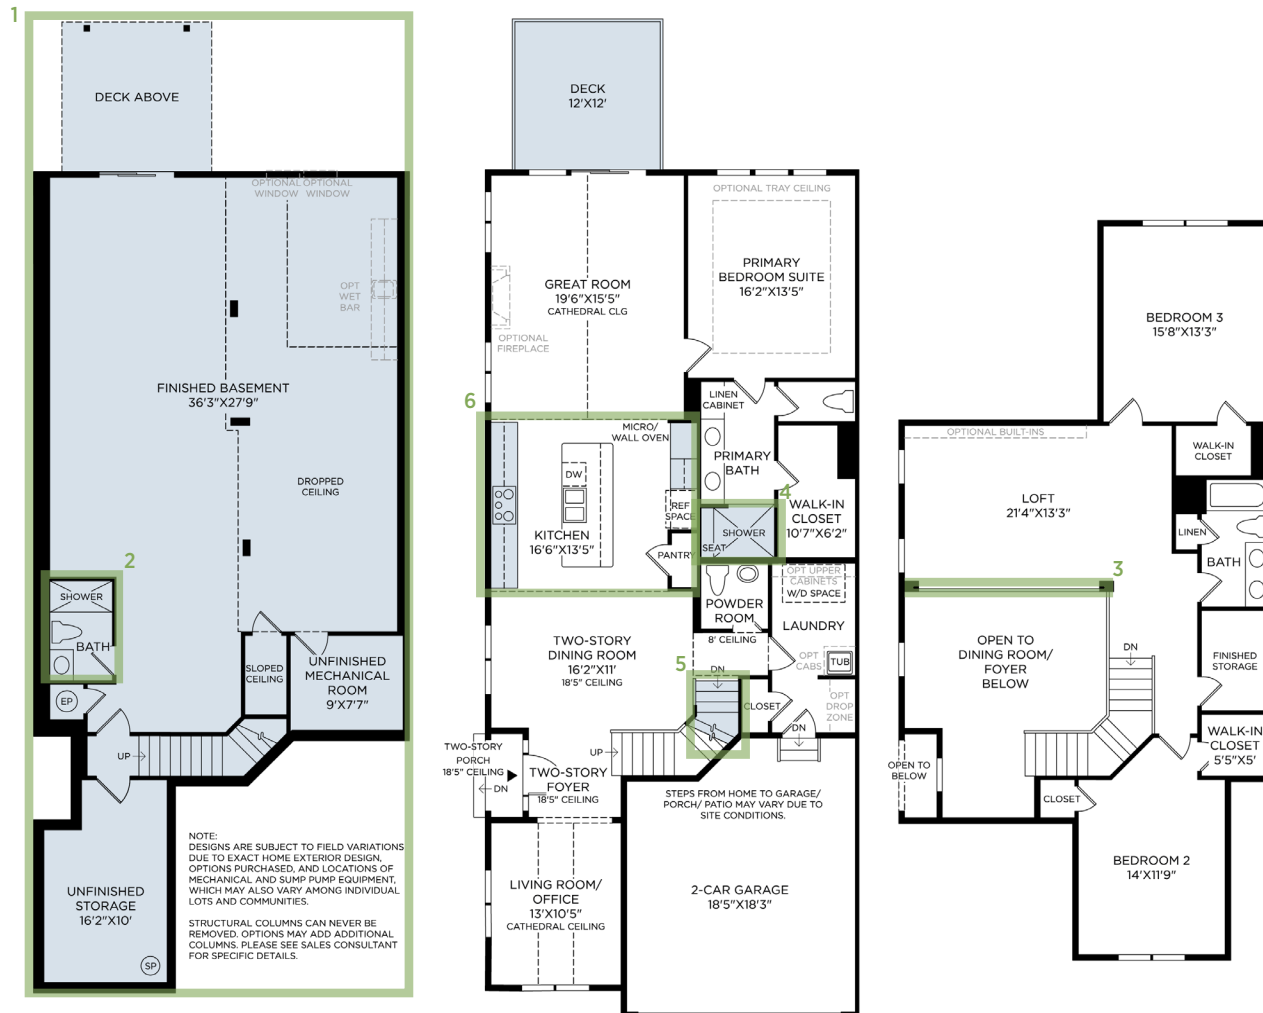 1
DECK ABOVE
OPTIONAL OPTIONAL
WINDOW WINDOW
OPT
WET
BAR
FINISHED BASEMENT
36'3"X27'9"
DROPPED
CEILING
2
SHOWER
BATH
EP
SLOPED
CEILING
UNFINISHED
MECHANICAL
ROOM
9'X7'7"
UP
UNFINISHED
STORAGE
16'2"X10'
SP
NOTE:
DESIGNS ARE SUBJECT TO FIELD VARIATIONS
DUE TO EXACT HOME EXTERIOR DESIGN,
OPTIONS PURCHASED, AND LOCATIONS OF
MECHANICAL AND SUMP PUMP EQUIPMENT,
WHICH MAY ALSO VARY AMONG INDIVIDUAL
LOTS AND COMMUNITIES.
STRUCTURAL COLUMNS CAN NEVER BE
REMOVED. OPTIONS MAY ADD ADDITIONAL
COLUMNS. PLEASE SEE SALES CONSULTANT
FOR SPECIFIC DETAILS.
DECK
12'X12'
OPTIONAL TRAY CEILING
GREAT ROOM
19'6"X15'5"
CATHEDRAL CLG
OPTIONAL
FIREPLACE
PRIMARY
BEDROOM SUITE
16'2"X13'5"
6
LINEN
CABINET
MICRO/
WALL OVEN
DW
PRIMARY
BATH
REF
SPACE
KITCHEN
16'6"X13'5"
PANTRY
4
SHOWER
SEAT
WALK-IN
CLOSET
10'7"X6'2"
OPT UPPER
CABINETS
W/D SPACE
POWDER
ROOM
8' CEILING
LAUNDRY
OPT
CABS
TUB
OPT
DROP
ZONE
TWO-STORY
DINING ROOM
16'2"X11'
18'5" CEILING
5
DN
CLOSET
DN
UP
TWO-STORY
PORCH
18'5" CEILING
DN
TWO-STORY
FOYER
18'5" CEILING
STEPS FROM HOME TO GARAGE/
PORCH/ PATIO MAY VARY DUE TO
SITE CONDITIONS.
LIVING ROOM/
OFFICE
13'X10'5"
CATHEDRAL CEILING
2-CAR GARAGE
18'5"X18'3"
BEDROOM 3
15'8"X13'3"
OPTIONAL BUILT-INS
WALK-IN
CLOSET
LOFT
21'4"X13'3"
LINEN
BATH
3
OPEN TO
DINING ROOM/
FOYER
BELOW
DN
FINISHED
STORAGE
WALK-IN
CLOSET
5'5"X5'
OPEN TO
BELOW
CLOSET
BEDROOM 2
14'X11'9"